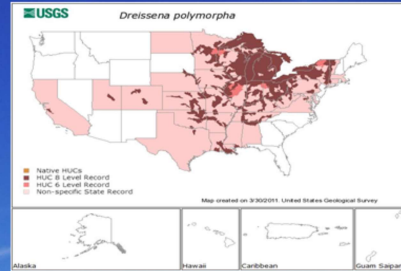 USGS
Dreissena polymorpha
Native HUCs
HUC 8 Level Record
HUC 6 Level Record
Non-specific State Record
Map created on 3/30/2011. United States Geological Survey
Alaska
Hawaii
Caribbean
Guam Saipan